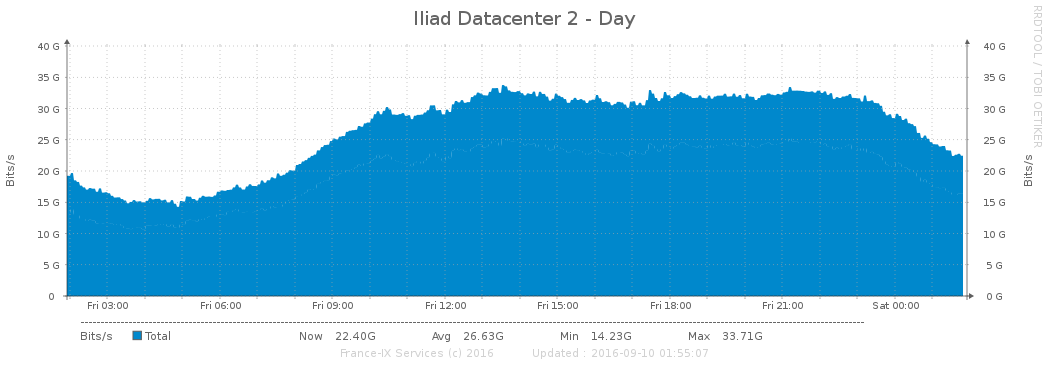 Iliad Datacenter 2 - Day
RRDTOOL / TOBI OETIKER
40 G 40 G
35 G 35 G
30 G 30 G
25 G 25 G
20 G 20 G
15 G 15 G
10 G 10 G
5 G 5 G
0 0 G
Bits/s
Bits/s
Fri 03:00 Fri 06:00 Fri 09:00 Fri 12:00 Fri 15:00 Fri 18:00 Fri 21:00 Sat 00:00
Bits/s Total Now 22.40G Avg 26.63G Min 14.23G Max 33.71G
France-IX Services (c) 2016 Updated : 2016-09-10 01:55:07